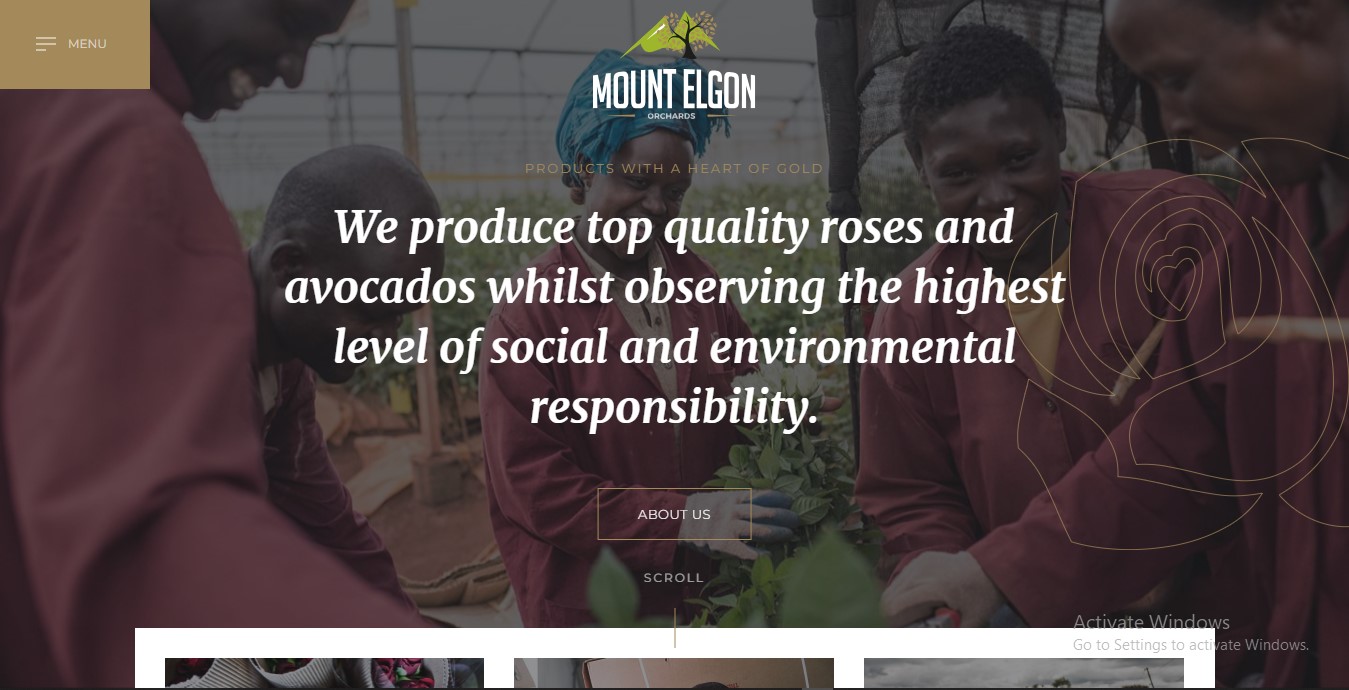 MENU
MOUNT ELGON
ORCHARDS
PRODUCTS WITH A HEART OF GOLD
We produce top quality roses and
avocados whilst observing the highest
level of social and environmental
responsibility.
ABOUT US
SCROLL
Activate Windows
Go to Settings to activate Windows.